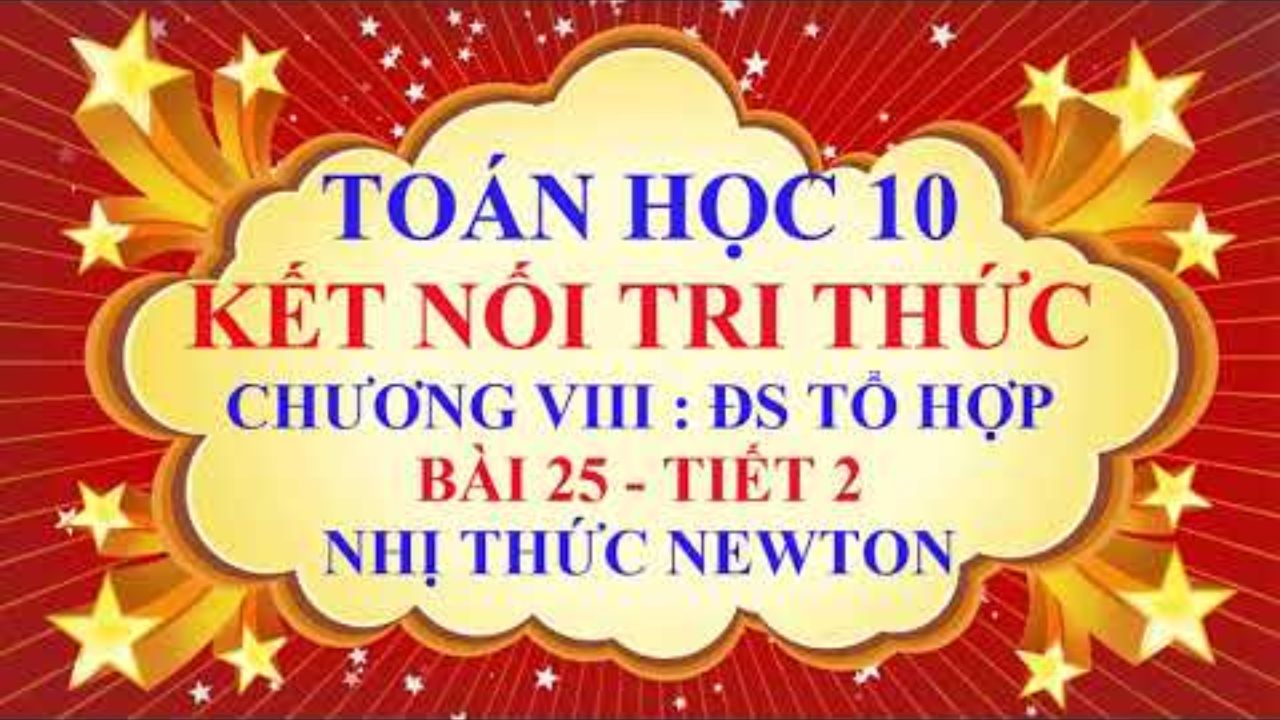 TOÁN HỌC 10
KẾT NỐI TRI THỨC
CHƯƠNG VIII : ĐS TỔ HỢP
BÀI 25 - TIẾT 2
NHỊ THỨC NEWTON